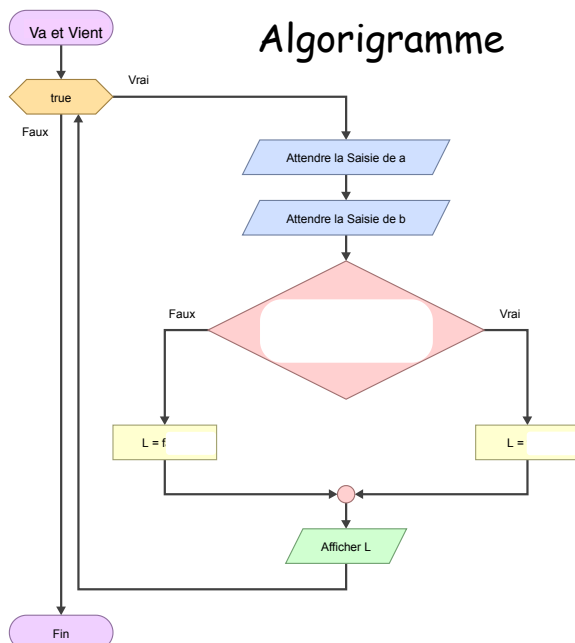 Va et Vient
Algorigramme
Vrai
true
Faux
Attendre la Saisie de a
Attendre la Saisie de b
Faux
Vrai
L = f
L =
Afficher L
Fin